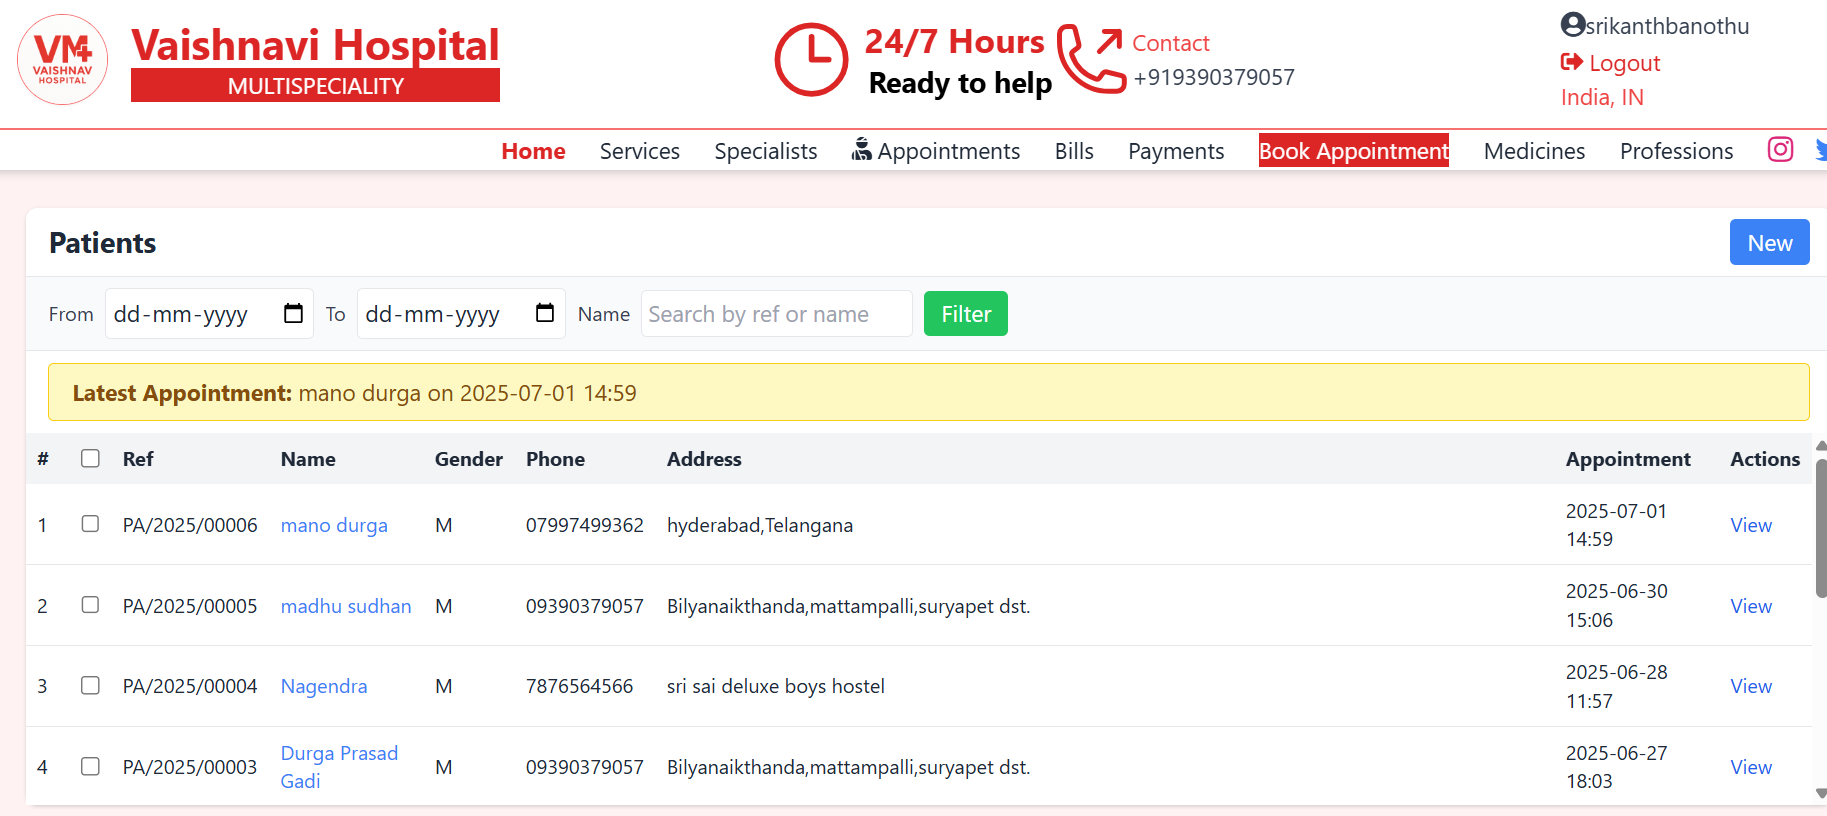 VM4
VAISHNAV
HOSPITAL
Vaishnavi Hospital
MULTISPECIALITY
24/7 Hours
Ready to help
Contact
+919390379057
srikanthbanothu
Logout
India, IN
Home Services Specialists Appointments Bills Payments Book Appointment Medicines Professions
Patients
New
From dd-mm-yyyy To dd-mm-yyyy Name Search by ref or name Filter
Latest Appointment: mano durga on 2025-07-01 14:59
# Ref Name Gender Phone Address Appointment Actions
1 PA/2025/00006 mano durga M 07997499362 hyderabad,Telangana 2025-07-01 14:59 View
2 PA/2025/00005 madhu sudhan M 09390379057 Bilyanaikthanda,mattampalli,suryapet dst. 2025-06-30 15:06 View
3 PA/2025/00004 Nagendra M 7876564566 sri sai deluxe boys hostel 2025-06-28 11:57 View
4 PA/2025/00003 Durga Prasad Gadi M 09390379057 Bilyanaikthanda,mattampalli,suryapet dst. 2025-06-27 18:03 View